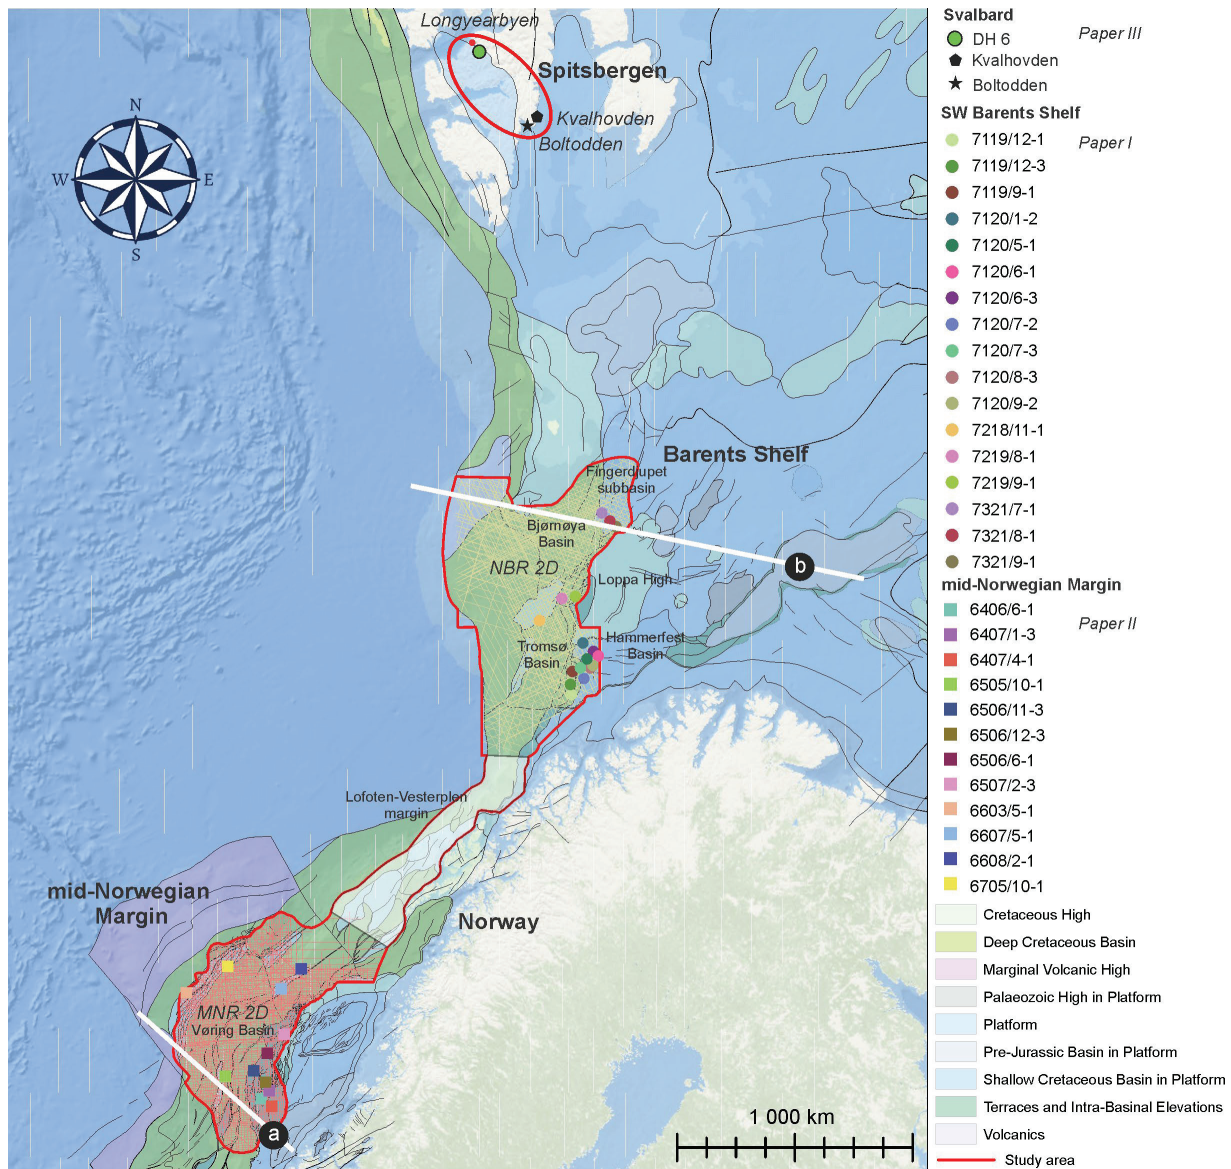 Longyearbyen
Spitsbergen
Kvalhovden
Boltodden
N
W
E
S
Barents Shelf
Fingerdjupet
subbasin
Bjørnøya
Basin
NBR 2D
Loppa High
b
Tromsø
Basin
Hammerfest
Basin
Lofoten-Vesterplen
margin
mid-Norwegian
Margin
Norway
MNR 2D
Vøring Basin
a
1 000 km
Svalbard
Paper III
DH 6
Kvalhovden
Boltodden
SW Barents Shelf
Paper I
7119/12-1
7119/12-3
7119/9-1
7120/1-2
7120/5-1
7120/6-1
7120/6-3
7120/7-2
7120/7-3
7120/8-3
7120/9-2
7218/11-1
7219/8-1
7219/9-1
7321/7-1
7321/8-1
7321/9-1
mid-Norwegian Margin
Paper II
6406/6-1
6407/1-3
6407/4-1
6505/10-1
6506/11-3
6506/12-3
6506/6-1
6507/2-3
6603/5-1
6607/5-1
6608/2-1
6705/10-1
Cretaceous High
Deep Cretaceous Basin
Marginal Volcanic High
Palaeozoic High in Platform
Platform
Pre-Jurassic Basin in Platform
Shallow Cretaceous Basin in Platform
Terraces and Intra-Basinal Elevations
Volcanics
Study area